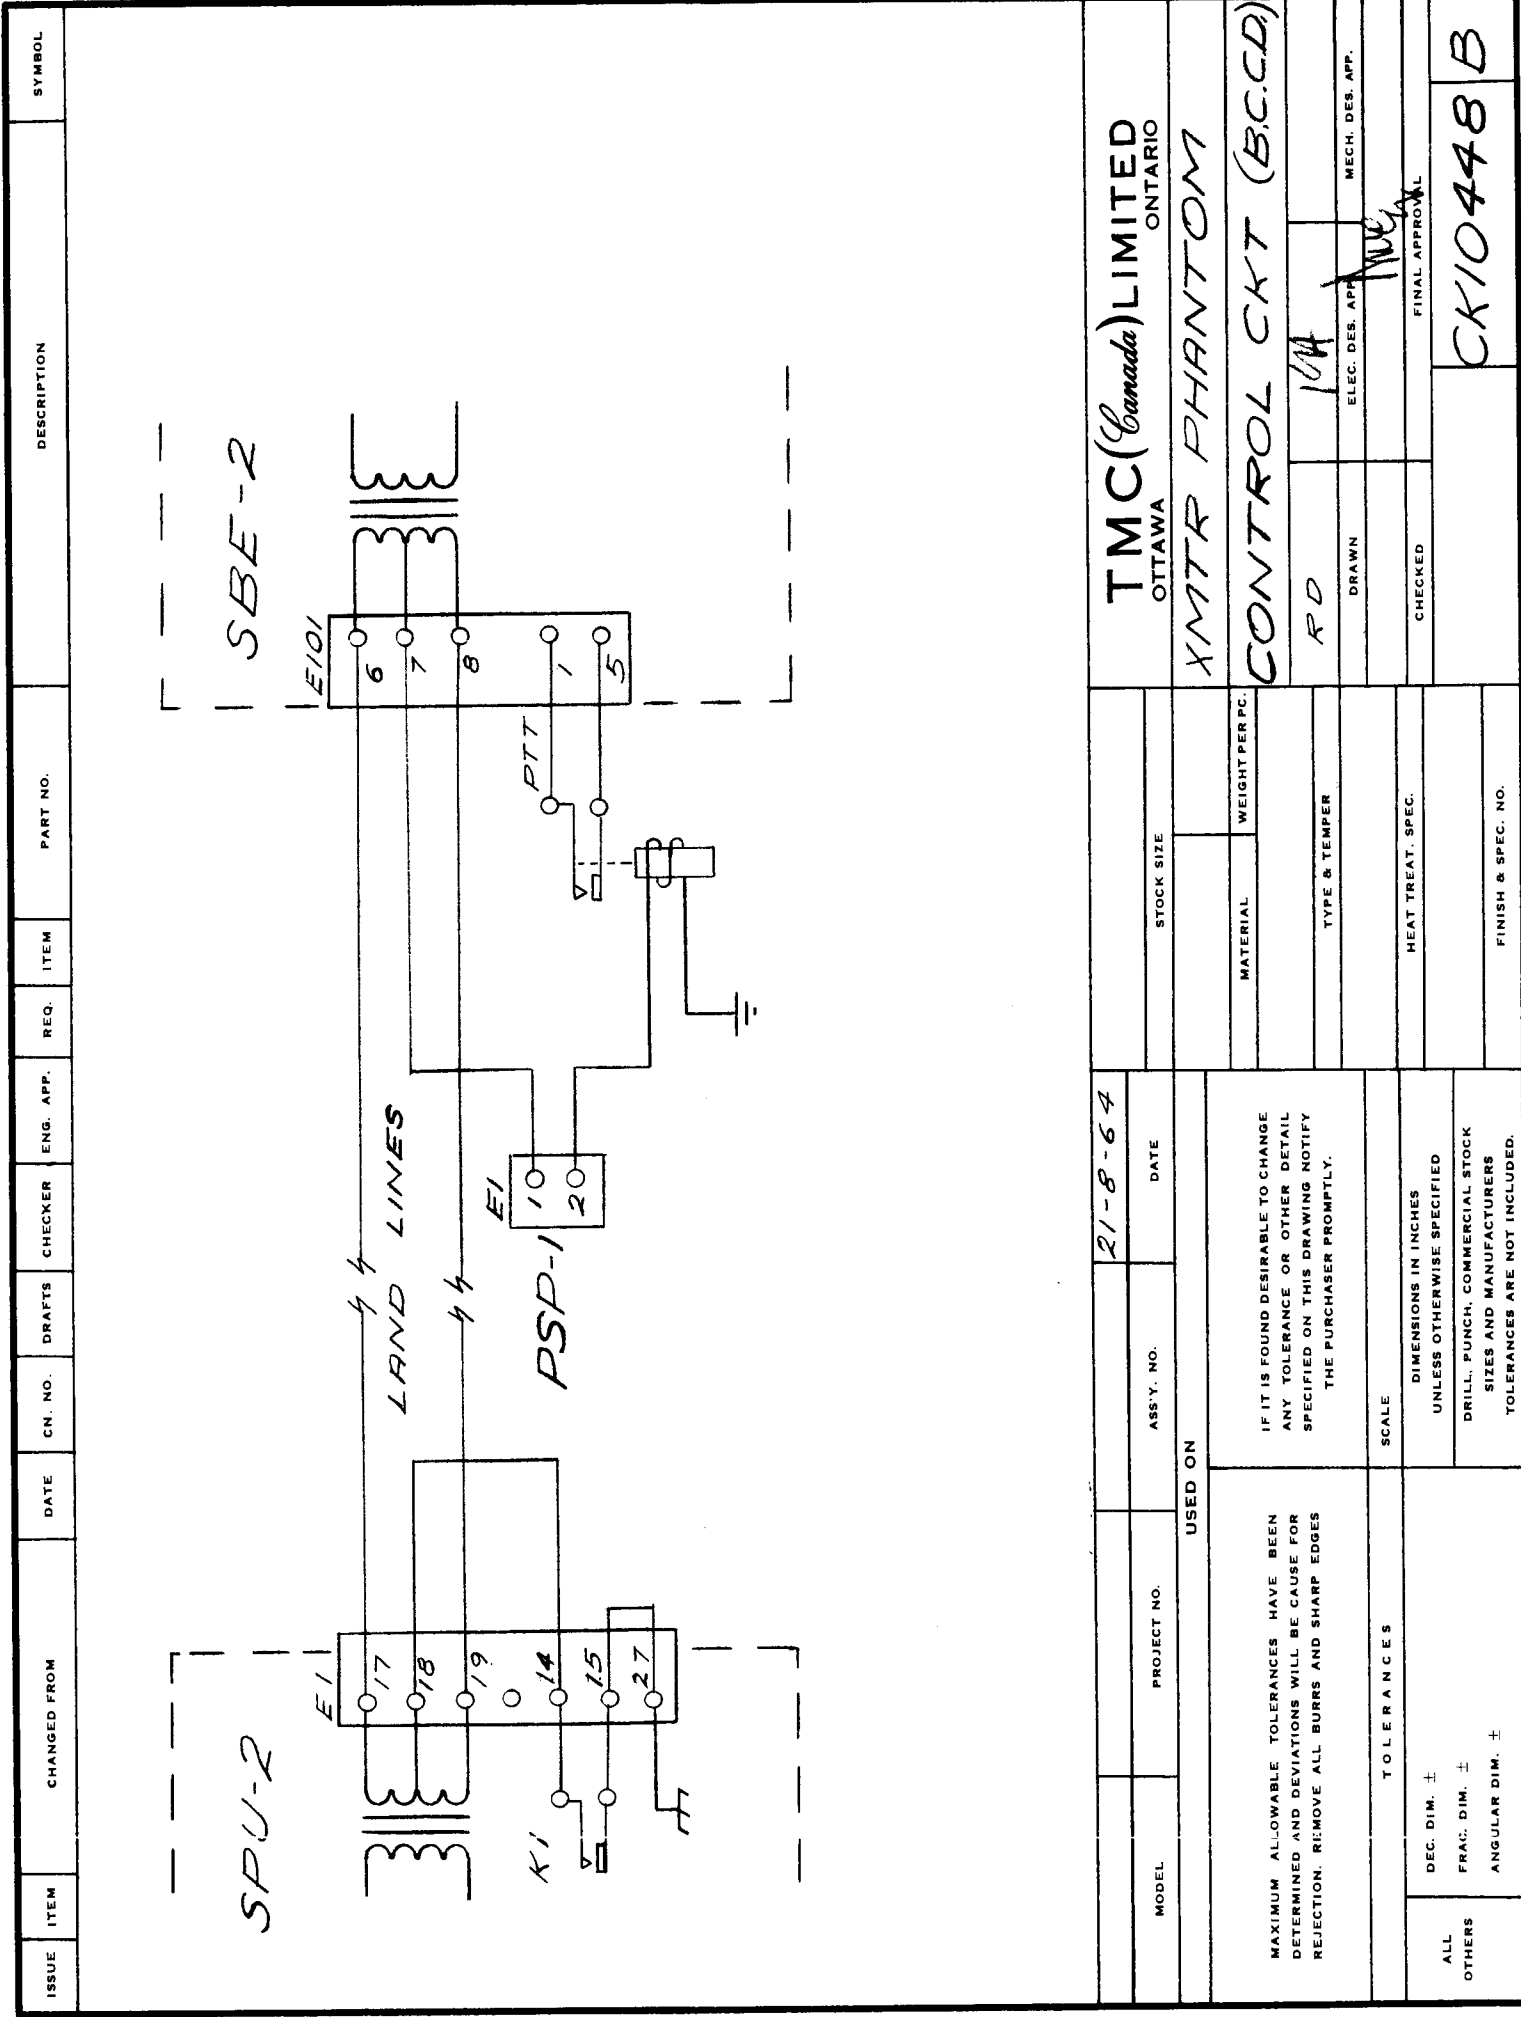 ISSUE ITEM CHANGED FROM DATE CN. NO. DRAFTS CHECKER ENG. APP. REQ. ITEM PART NO. DESCRIPTION SYMBOL
SPU-2
SBE-2
E1
17
18
19
14
15
27
K1
LAND LINES
E1
1
2
PSP-1
E101
6
7
8
1
5
PTT
21-8-64
MODEL PROJECT NO. ASS'Y. NO. DATE
USED ON
MAXIMUM ALLOWABLE TOLERANCES HAVE BEEN
DETERMINED AND DEVIATIONS WILL BE CAUSE FOR
REJECTION. REMOVE ALL BURRS AND SHARP EDGES
IF IT IS FOUND DESIRABLE TO CHANGE
ANY TOLERANCE OR OTHER DETAIL
SPECIFIED ON THIS DRAWING NOTIFY
THE PURCHASER PROMPTLY.
TOLERANCES
SCALE
ALL
OTHERS
DEC. DIM. ±
FRAC. DIM. ±
ANGULAR DIM. ±
DIMENSIONS IN INCHES
UNLESS OTHERWISE SPECIFIED
DRILL, PUNCH, COMMERCIAL STOCK
SIZES AND MANUFACTURERS
TOLERANCES ARE NOT INCLUDED.
STOCK SIZE
MATERIAL WEIGHT PER PC.
TYPE & TEMPER
HEAT TREAT. SPEC.
FINISH & SPEC. NO.
TMC (Canada) LIMITED
OTTAWA ONTARIO
XMTR PHANTOM
CONTROL CKT (B.C.C.D.)
RD
DRAWN ELEC. DES. APP. MECH. DES. APP.
CHECKED FINAL APPROVAL
CK10448 B